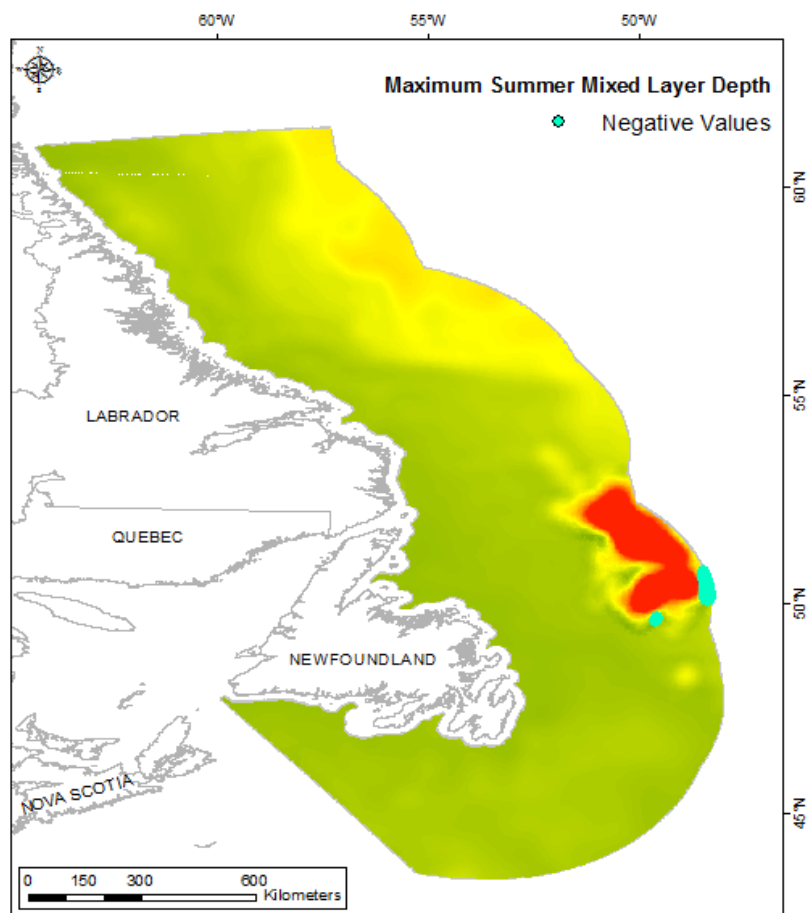 60°W 55°W 50°W
N
Maximum Summer Mixed Layer Depth
Negative Values
60°N
55°N
LABRADOR
QUEBEC
50°N
NEWFOUNDLAND
NOVA SCOTIA
45°N
0 150 300 600
Kilometers